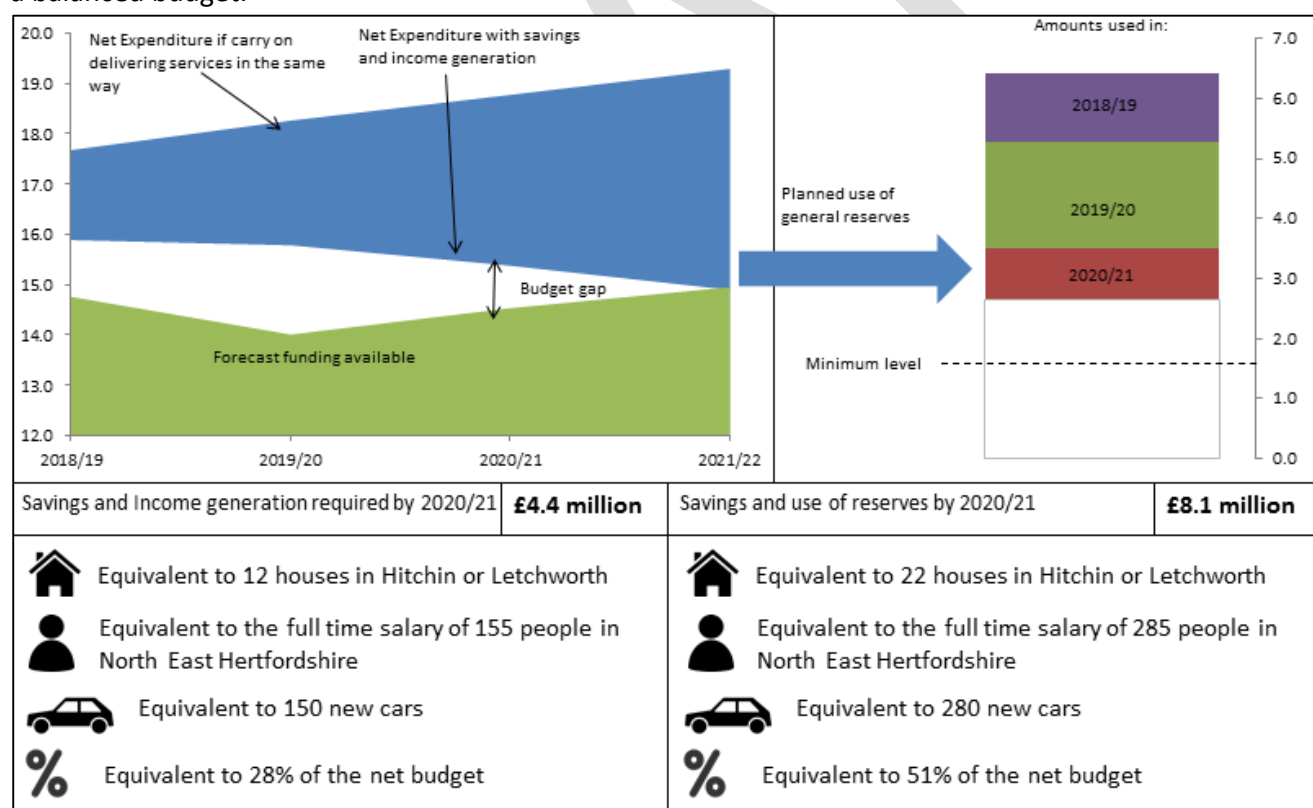 a balanced budget.
20.0
19.0
18.0
17.0
16.0
15.0
14.0
13.0
12.0
Net Expenditure if carry on
delivering services in the same
way
Net Expenditure with savings
and income generation
Budget gap
Forecast funding available
2018/19
2019/20
2020/21
2021/22
Planned use of
general reserves
Amounts used in:
2018/19
2019/20
2020/21
Minimum level
7.0
6.0
5.0
4.0
3.0
2.0
1.0
0.0
Savings and Income generation required by 2020/21
£4.4 million
Savings and use of reserves by 2020/21
£8.1 million
Equivalent to 12 houses in Hitchin or Letchworth
Equivalent to the full time salary of 155 people in
North East Hertfordshire
Equivalent to 150 new cars
% Equivalent to 28% of the net budget
Equivalent to 22 houses in Hitchin or Letchworth
Equivalent to the full time salary of 285 people in
North East Hertfordshire
Equivalent to 280 new cars
% Equivalent to 51% of the net budget